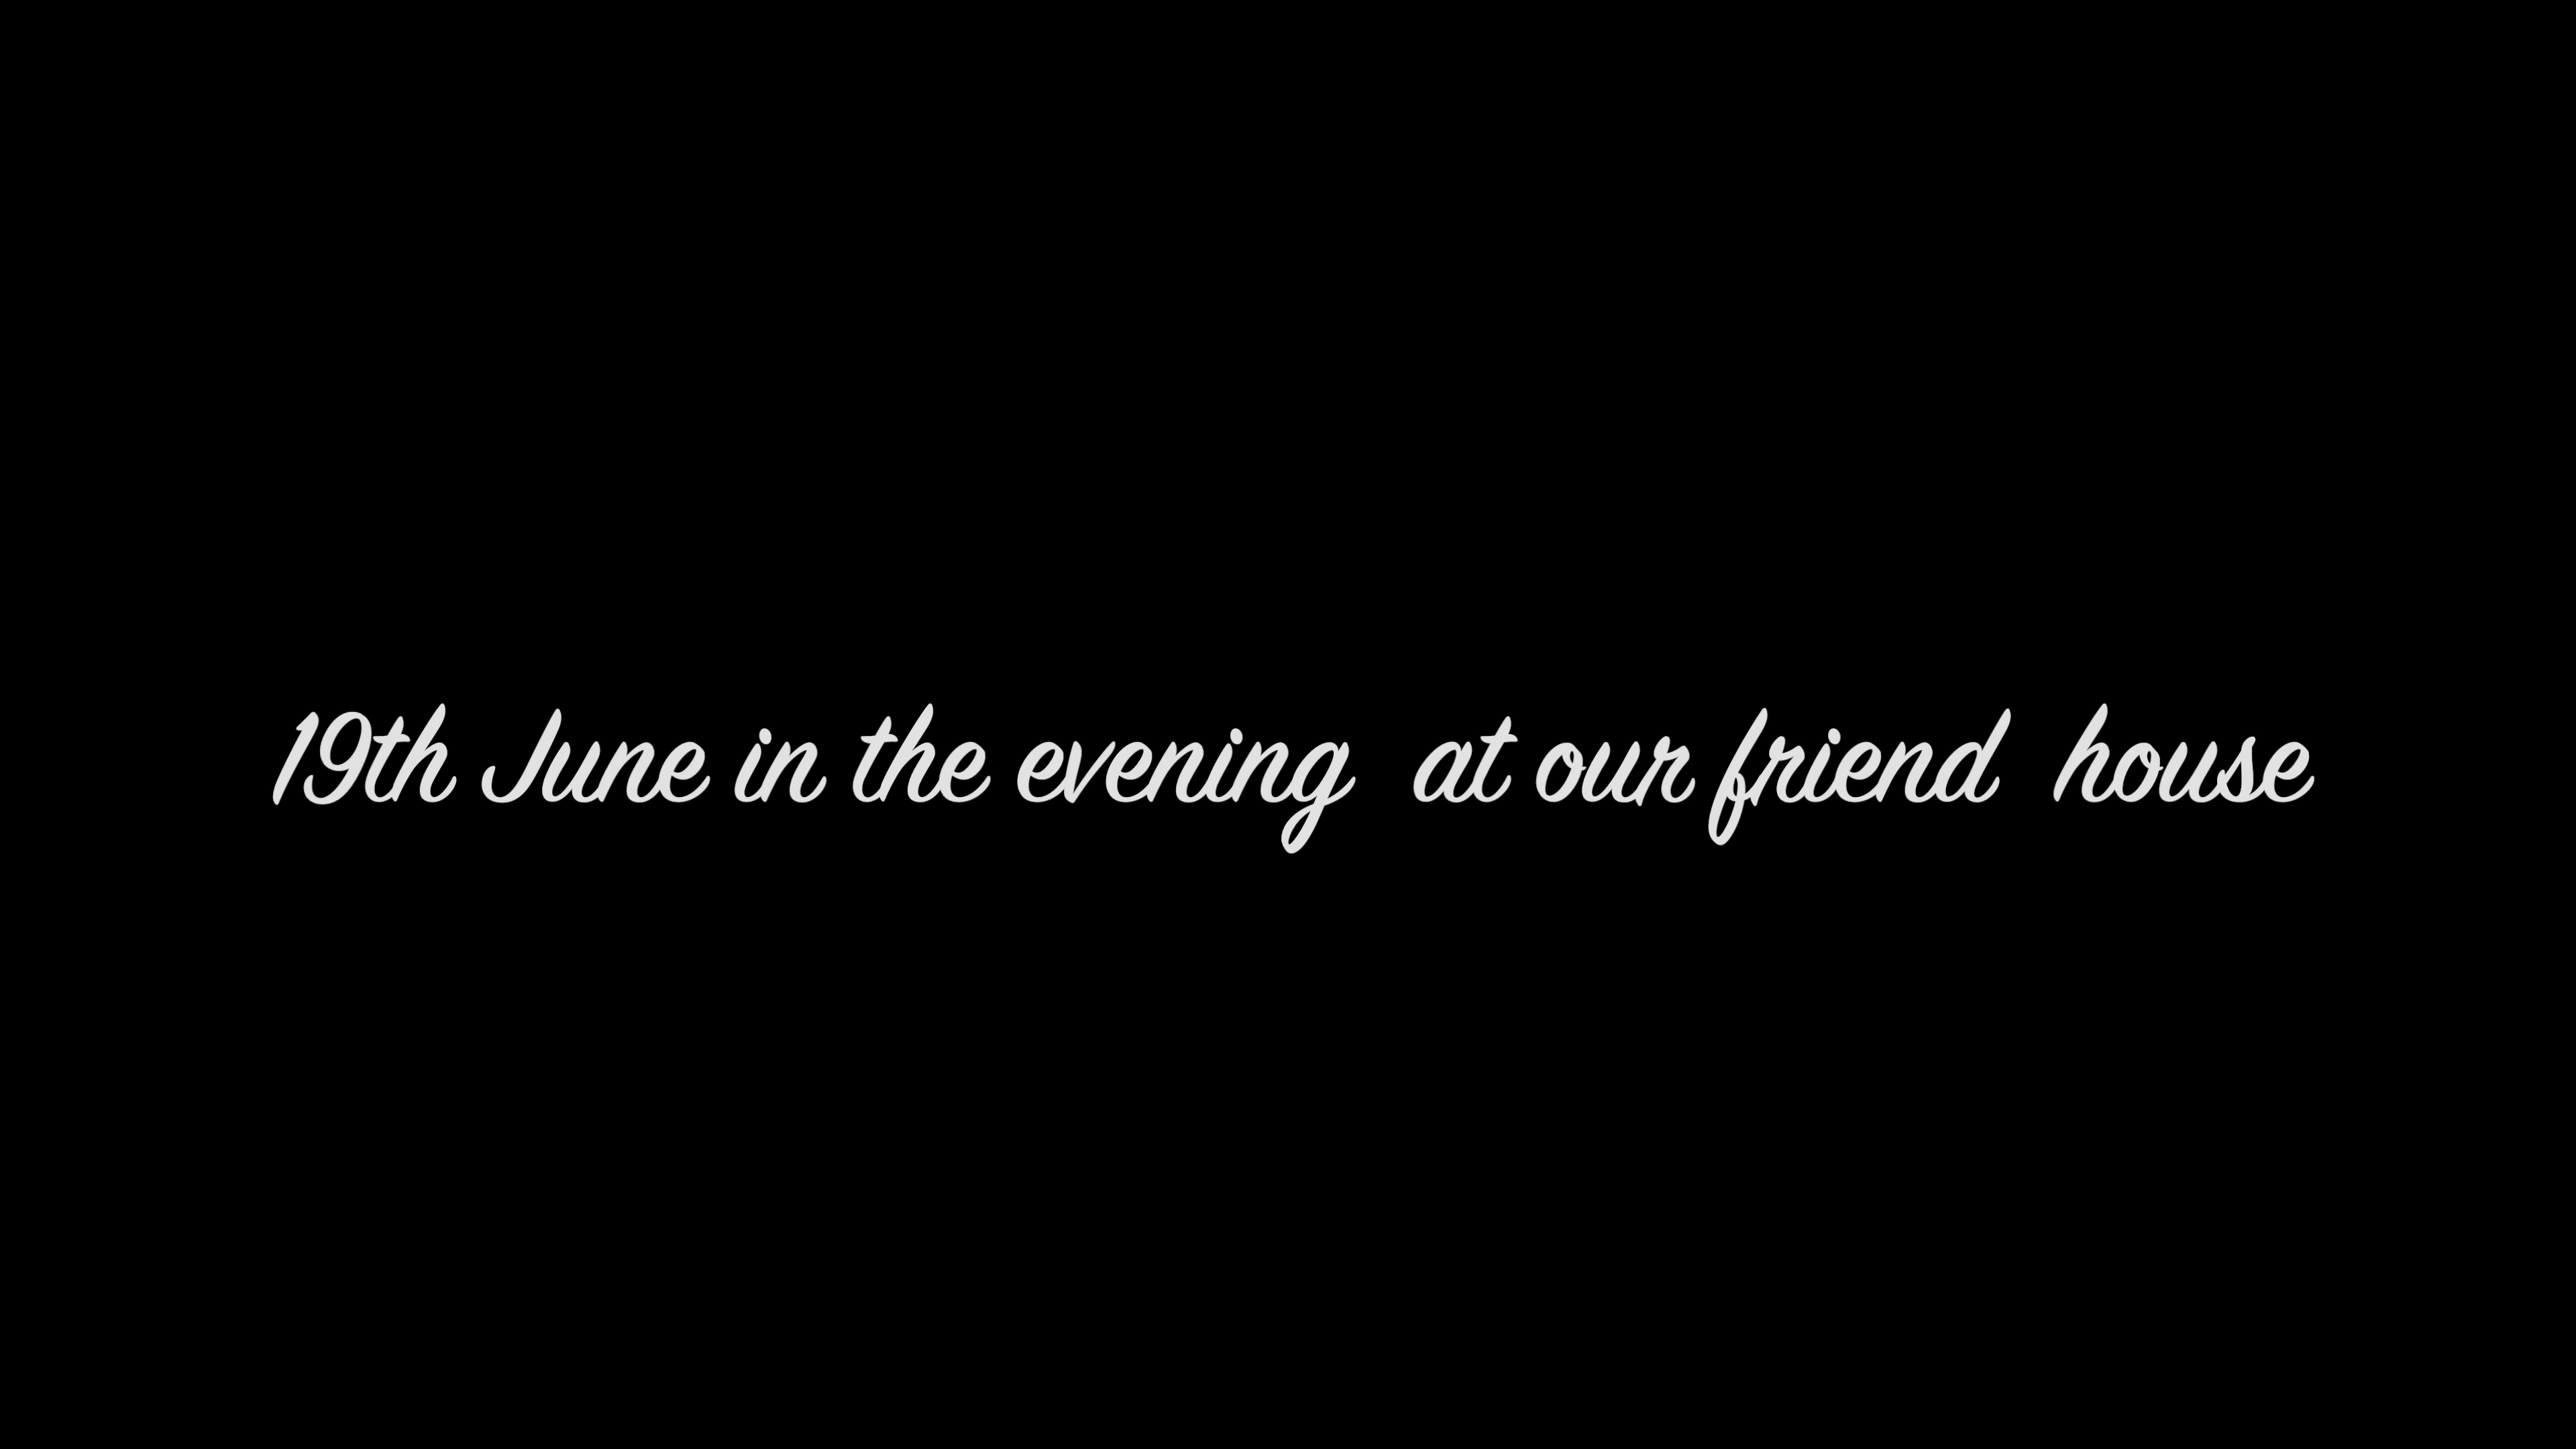 19th June in the evening  at our friend  house